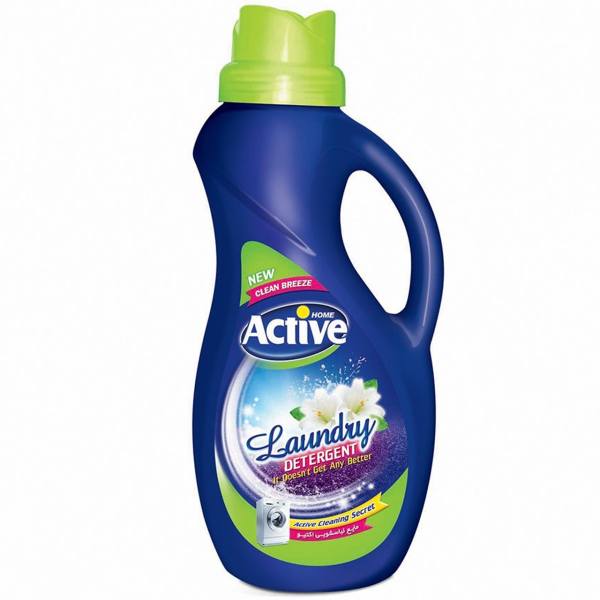 NEW
CLEAN BREEZE
HOME
Active
Laundry
DETERGENT
It Doesn't Get Any Better
Active Cleaning Secret
مایع لباسشویی اکتیو